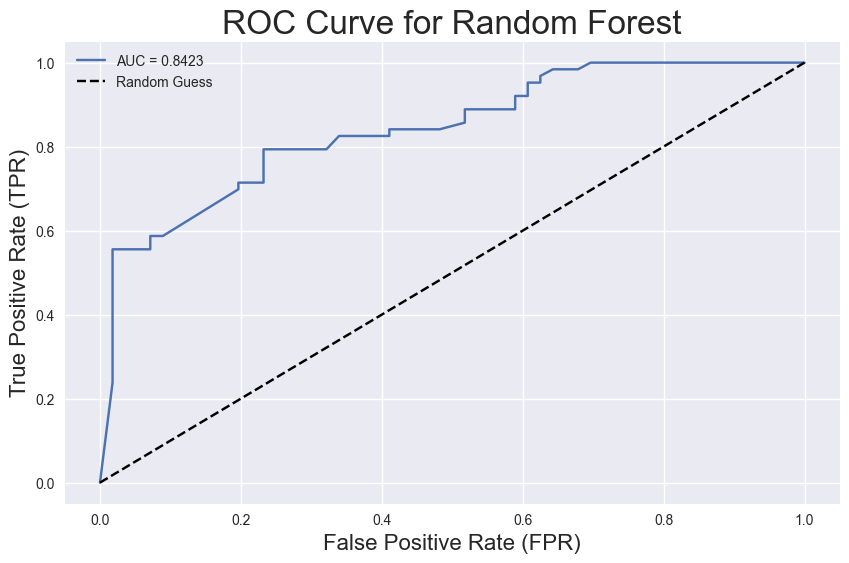 ROC Curve for Random Forest
AUC = 0.8423
Random Guess
True Positive Rate (TPR)
1.0
0.8
0.6
0.4
0.2
0.0
0.0 0.2 0.4 0.6 0.8 1.0
False Positive Rate (FPR)